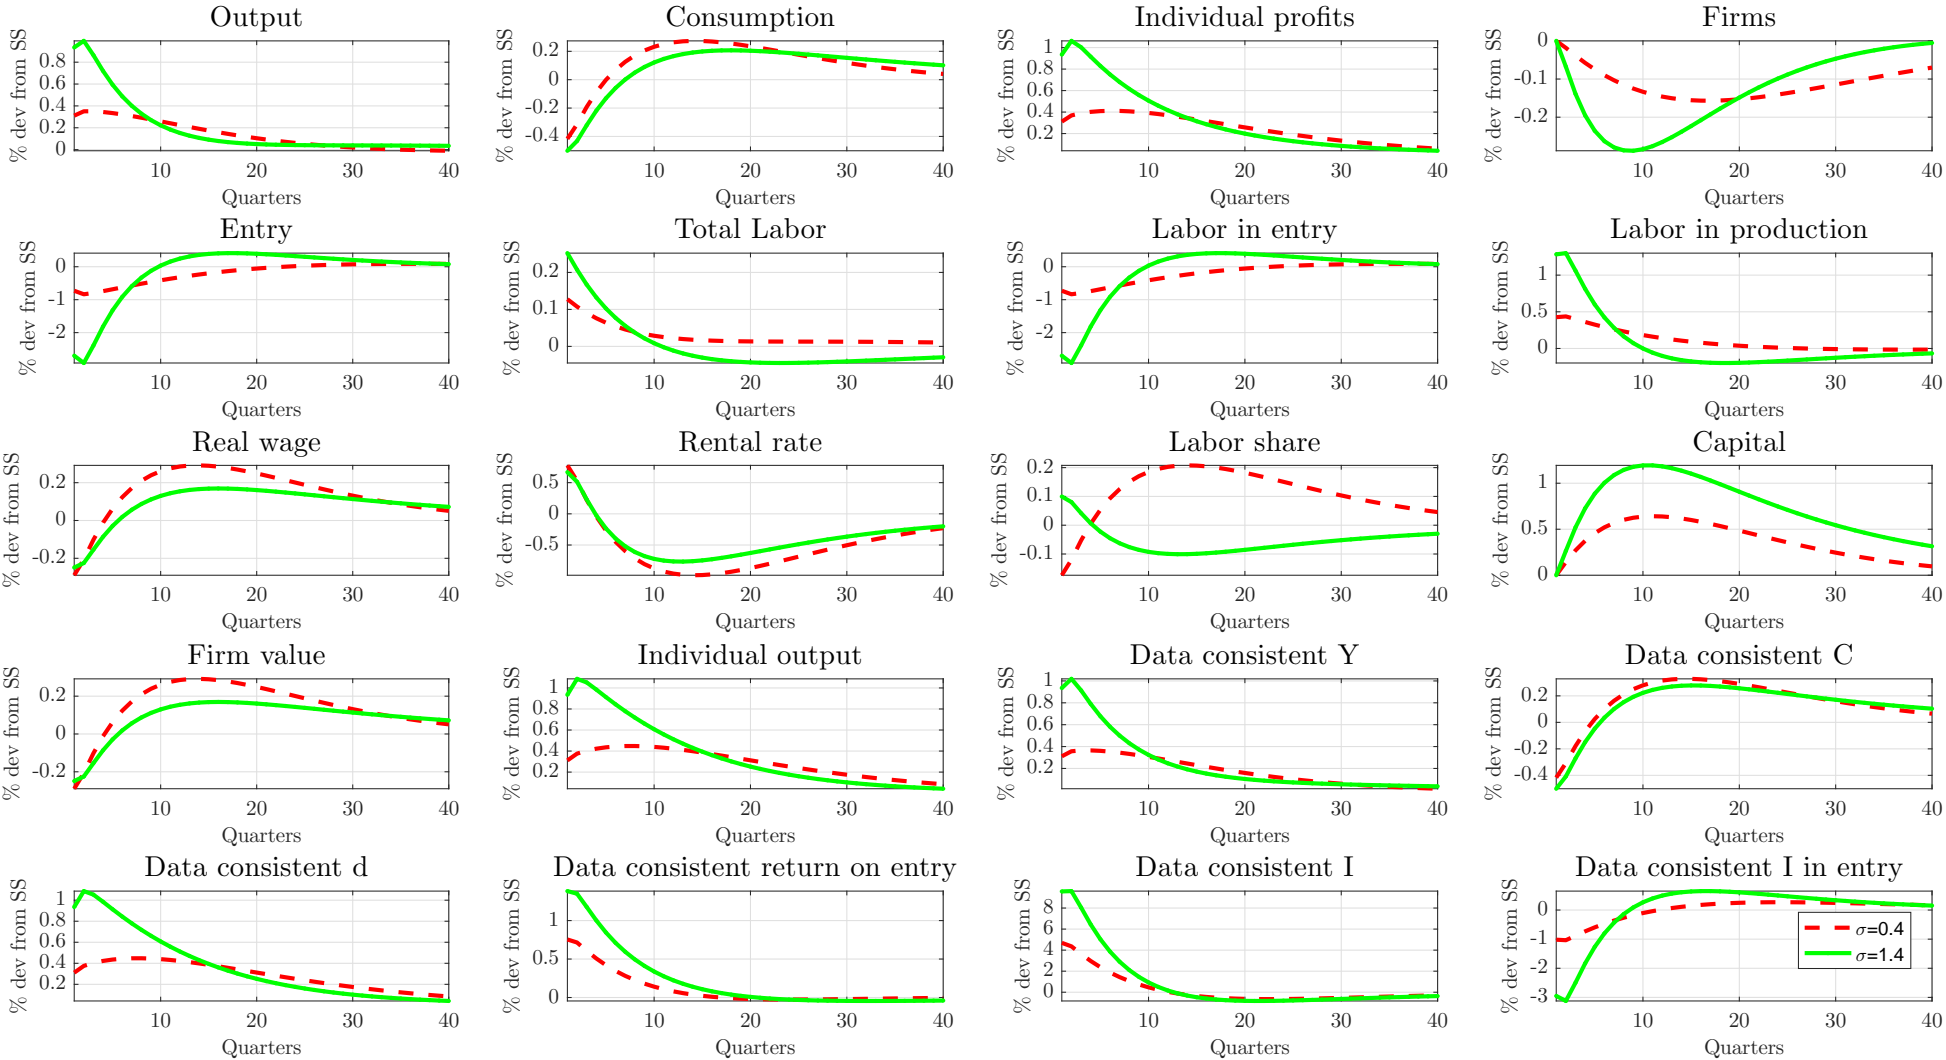 Output
% dev from SS
0.8
0.6
0.4
0.2
0
10
20
30
40
Quarters
Consumption
% dev from SS
0.2
0
-0.2
-0.4
10
20
30
40
Quarters
Individual profits
% dev from SS
1
0.8
0.6
0.4
0.2
10
20
30
40
Quarters
Firms
% dev from SS
0
-0.1
-0.2
10
20
30
40
Quarters
Entry
% dev from SS
0
-1
-2
10
20
30
40
Quarters
Total Labor
% dev from SS
0.2
0.1
0
10
20
30
40
Quarters
Labor in entry
% dev from SS
0
-1
-2
10
20
30
40
Quarters
Labor in production
% dev from SS
1
0.5
0
10
20
30
40
Quarters
Real wage
% dev from SS
0.2
0
-0.2
10
20
30
40
Quarters
Rental rate
% dev from SS
0.5
0
-0.5
10
20
30
40
Quarters
Labor share
% dev from SS
0.2
0.1
0
-0.1
10
20
30
40
Quarters
Capital
% dev from SS
1
0.5
0
10
20
30
40
Quarters
Firm value
% dev from SS
0.2
0
-0.2
10
20
30
40
Quarters
Individual output
% dev from SS
1
0.8
0.6
0.4
0.2
10
20
30
40
Quarters
Data consistent Y
% dev from SS
1
0.8
0.6
0.4
0.2
10
20
30
40
Quarters
Data consistent C
% dev from SS
0.2
0
-0.2
-0.4
10
20
30
40
Quarters
Data consistent d
% dev from SS
1
0.8
0.6
0.4
0.2
10
20
30
40
Quarters
Data consistent return on entry
% dev from SS
1
0.5
0
10
20
30
40
Quarters
Data consistent I
% dev from SS
8
6
4
2
0
10
20
30
40
Quarters
Data consistent I in entry
% dev from SS
0
-1
-2
-3
10
20
30
40
Quarters
σ=0.4
σ=1.4